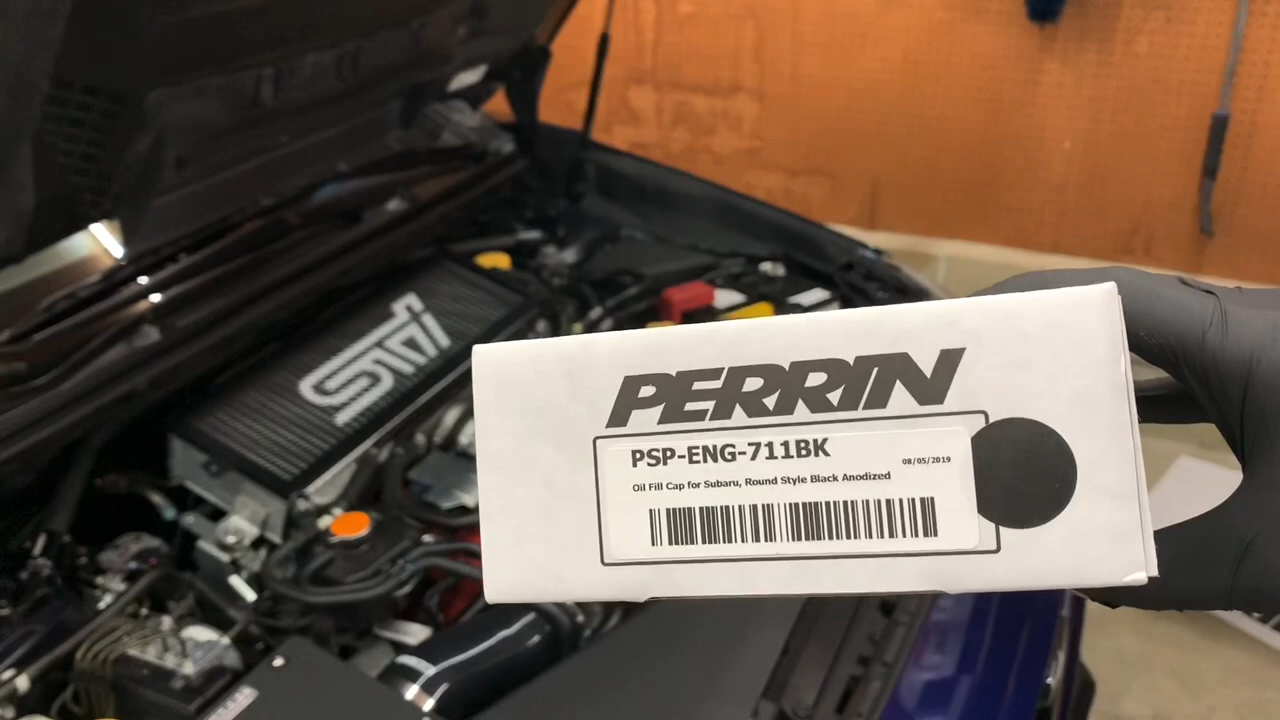 STI
PERRIN
PSP-ENG-711BK
08/05/2019
Oil Fill Cap for Subaru, Round Style Black Anodized